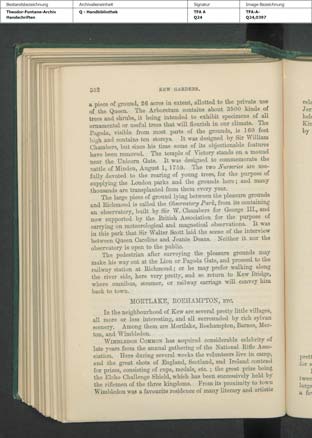 Bestandsbezeichnung Archivalieneinheit Signatur Image-Bezeichnung
Theodor-Fontane-Archiv Q - Handbibliothek TFA A TFA-A-
Handschriften Q24 Q24_0397
552 KEW GARDENS.
a piece of ground, 26 acres in extent, allotted to the private use
of the Queen. The Arboretum contains about 3500 kinds of
trees and shrubs, it being intended to exhibit specimens of all
ornamental or useful trees that will flourish in our climate. The
Pagoda, visible from most parts of the grounds, is 163 feet
high and contains ten storeys. It was designed by Sir William
Chambers, but since his time some of its objectionable features
have been removed. The temple of Victory stands on a mound
near the Unicorn Gate. It was designed to commemorate the
battle of Minden, August 1, 1759. The two Nurseries are use-
fully devoted to the rearing of young trees, for the purpose of
supplying the London parks and the grounds here; and many
thousands are transplanted from them every year.
The large piece of ground lying between the pleasure grounds
and Richmond is called the Observatory Park, from its containing
an observatory, built by Sir W. Chambers for George III., and
now supported by the British Association for the purpose of
carrying on meteorological and magnetical observations. It was
in this park that Sir Walter Scott laid the scene of the interview
between Queen Caroline and Jeanie Deans. Neither it nor the
observatory is open to the public.
The pedestrian after surveying the pleasure grounds may
make his way out at the Lion or Pagoda Gate, and proceed to the
railway station at Richmond; or he may prefer walking along
the river side, here very pretty, and so return to Kew bridge,
where omnibus, steamer, or railway carriage will convey him
back to town.
MORTLAKE, ROEHAMPTON, ETC.
In the neighbourhood of Kew are several pretty little villages,
all more or less interesting, and all surrounded by rich sylvan
scenery. Among them are Mortlake, Roehampton, Barnes, Mer-
ton, and Wimbledon.
WIMBLEDON COMMON has acquired considerable celebrity of
late years from the annual gathering of the National Rifle Asso-
ciation. Here during several weeks the volunteers live in camp,
and the great shots of England, Scotland, and Ireland contend
for prizes, consisting of cups, medals, etc.; the great prize being
the Elcho Challenge Shield, which has been successively held by
the riflemen of the three kingdoms. From its proximity to town
Wimbledon was a favourite residence of many literary and artistic